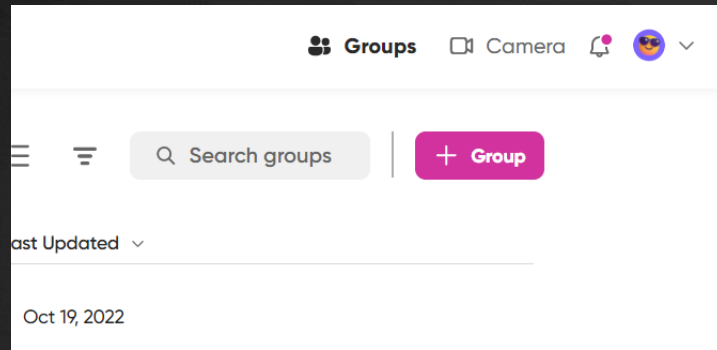 Groups Camera
Search groups + Group
ast Updated
Oct 19, 2022